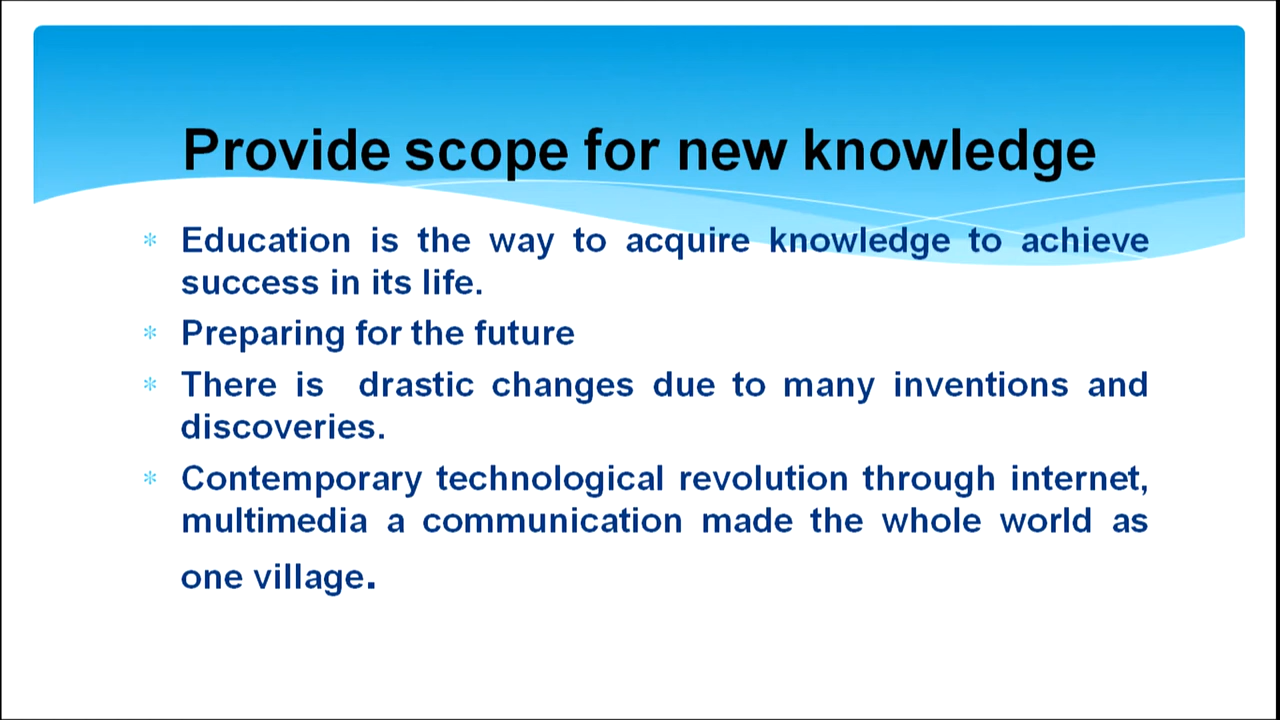 Provide scope for new knowledge
* Education is the way to acquire knowledge to achieve
success in its life.
* Preparing for the future
* There is drastic changes due to many inventions and
discoveries.
* Contemporary technological revolution through internet,
multimedia a communication made the whole world as
one village.